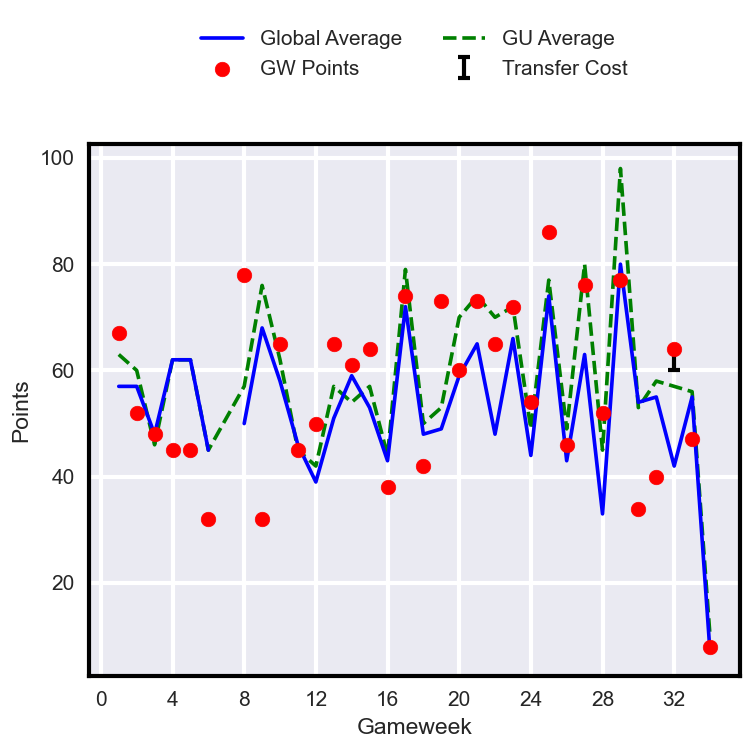 Global Average GU Average
GW Points Transfer Cost
100
80
60
40
20
Points
0 4 8 12 16 20 24 28 32
Gameweek